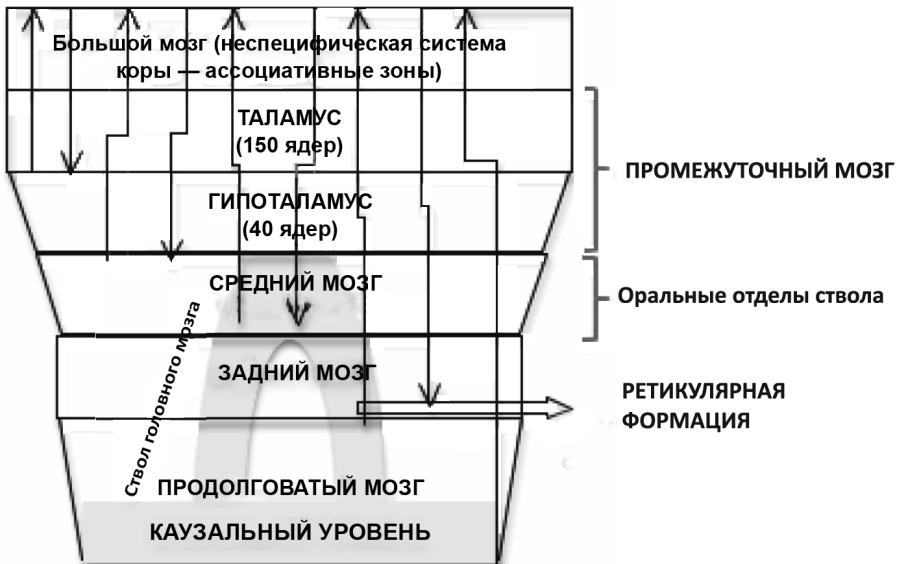 Большой мозг (неспецифическая система
коры — ассоциативные зоны)
ТАЛАМУС
(150 ядер)
ПРОМЕЖУТОЧНЫЙ МОЗГ
ГИПОТАЛАМУС
(40 ядер)
СРЕДНИЙ МОЗГ
Оральные отделы ствола
Ствол головного мозга
ЗАДНИЙ МОЗГ
РЕТИКУЛЯРНАЯ
ФОРМАЦИЯ
ПРОДОЛГОВАТЫЙ МОЗГ
КАУЗАЛЬНЫЙ УРОВЕНЬ